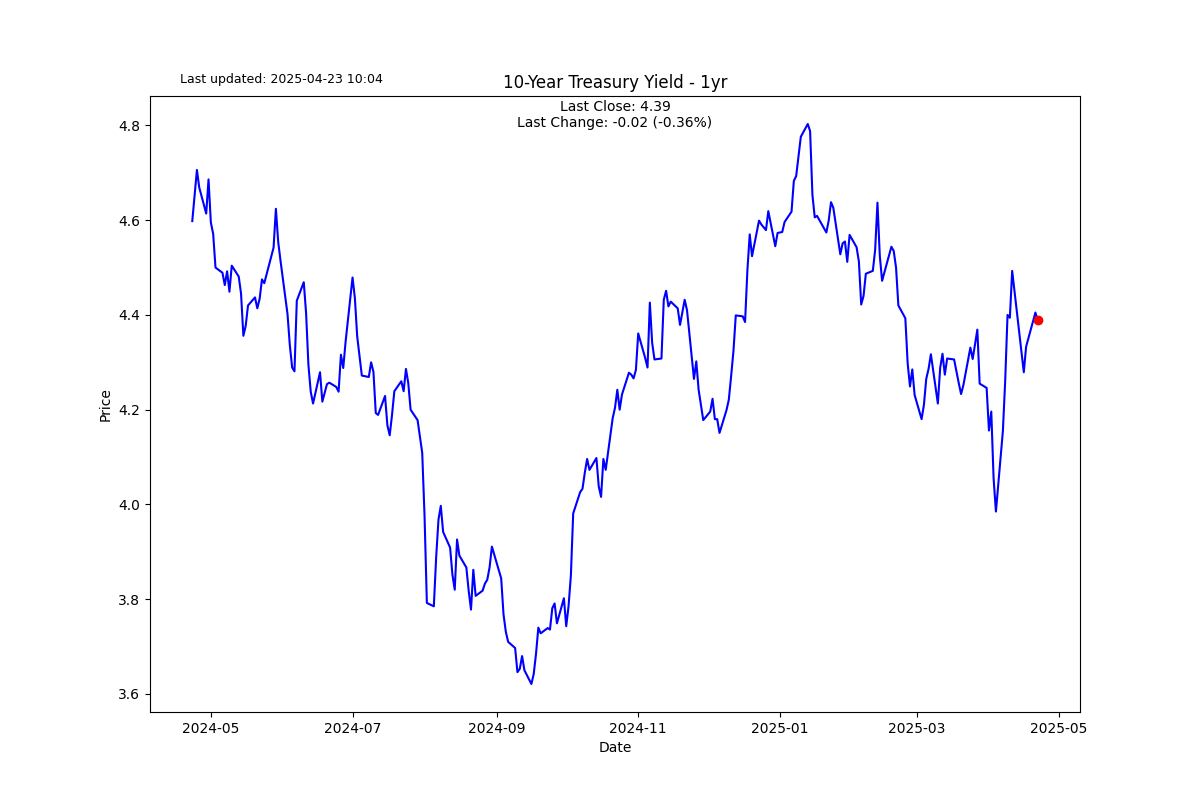 Last updated: 2025-04-23 10:04
10-Year Treasury Yield - 1yr
Last Close: 4.39
Last Change: -0.02 (-0.36%)
4.8
4.6
4.4
4.2
4.0
3.8
3.6
Price
2024-05
2024-07
2024-09
2024-11
2025-01
2025-03
2025-05
Date